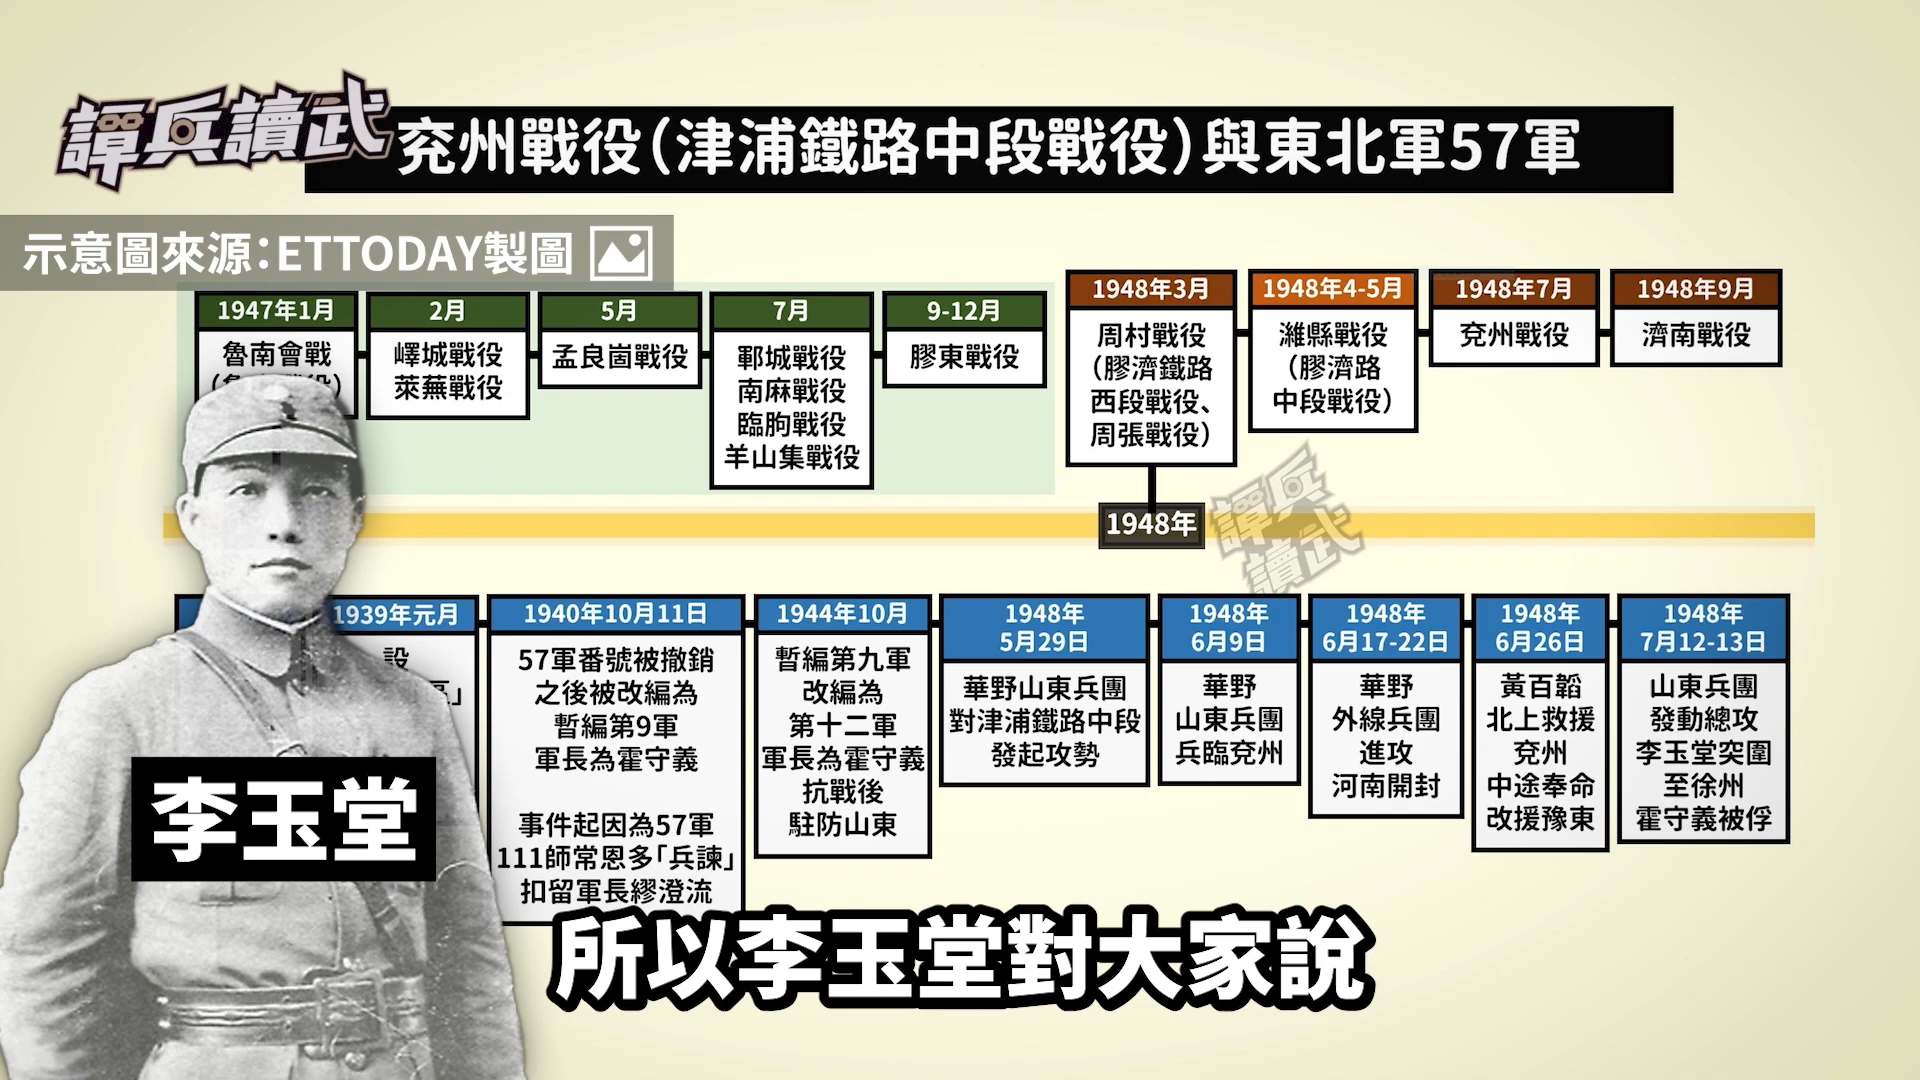 譚兵讀武
兗州戰役(津浦鐵路中段戰役)與東北軍57軍
示意圖來源:ETTODAY製圖
1947年1月
魯南會戰
2月
嶧城戰役
萊蕪戰役
5月
孟良崮戰役
7月
鄆城戰役
南麻戰役
臨朐戰役
羊山集戰役
9-12月
膠東戰役
1948年3月
周村戰役
(膠濟鐵路
西段戰役、
周張戰役)
1948年4-5月
濰縣戰役
(膠濟路
中段戰役)
1948年7月
兗州戰役
1948年9月
濟南戰役
1948年
譚兵
讀武
1939年元月
設
1940年10月11日
57軍番號被撤銷
之後被改編為
暫編第9軍
軍長為霍守義
事件起因為57軍
111師常恩多「兵諫」
扣留軍長繆澄流
1944年10月
暫編第九軍
改編為
第十二軍
軍長為霍守義
抗戰後
駐防山東
1948年
5月29日
華野山東兵團
對津浦鐵路中段
發起攻勢
1948年
6月9日
華野
山東兵團
兵臨兗州
1948年
6月17-22日
華野
外線兵團
進攻
河南開封
1948年
6月26日
黃百韜
北上救援
兗州
中途奉命
改援豫東
1948年
7月12-13日
山東兵團
發動總攻
李玉堂突圍
至徐州
霍守義被俘
李玉堂
所以李玉堂對大家說